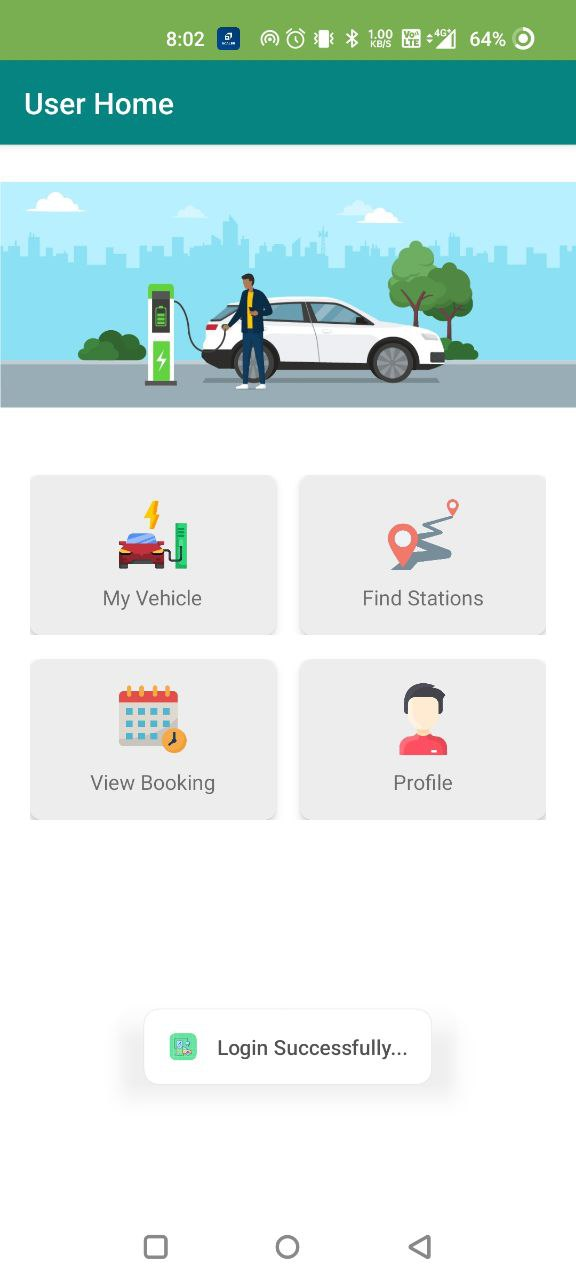 8:02 1.00 KB/S Vo LTE 4G+ 64%
User Home
My Vehicle Find Stations
View Booking Profile
Login Successfully...